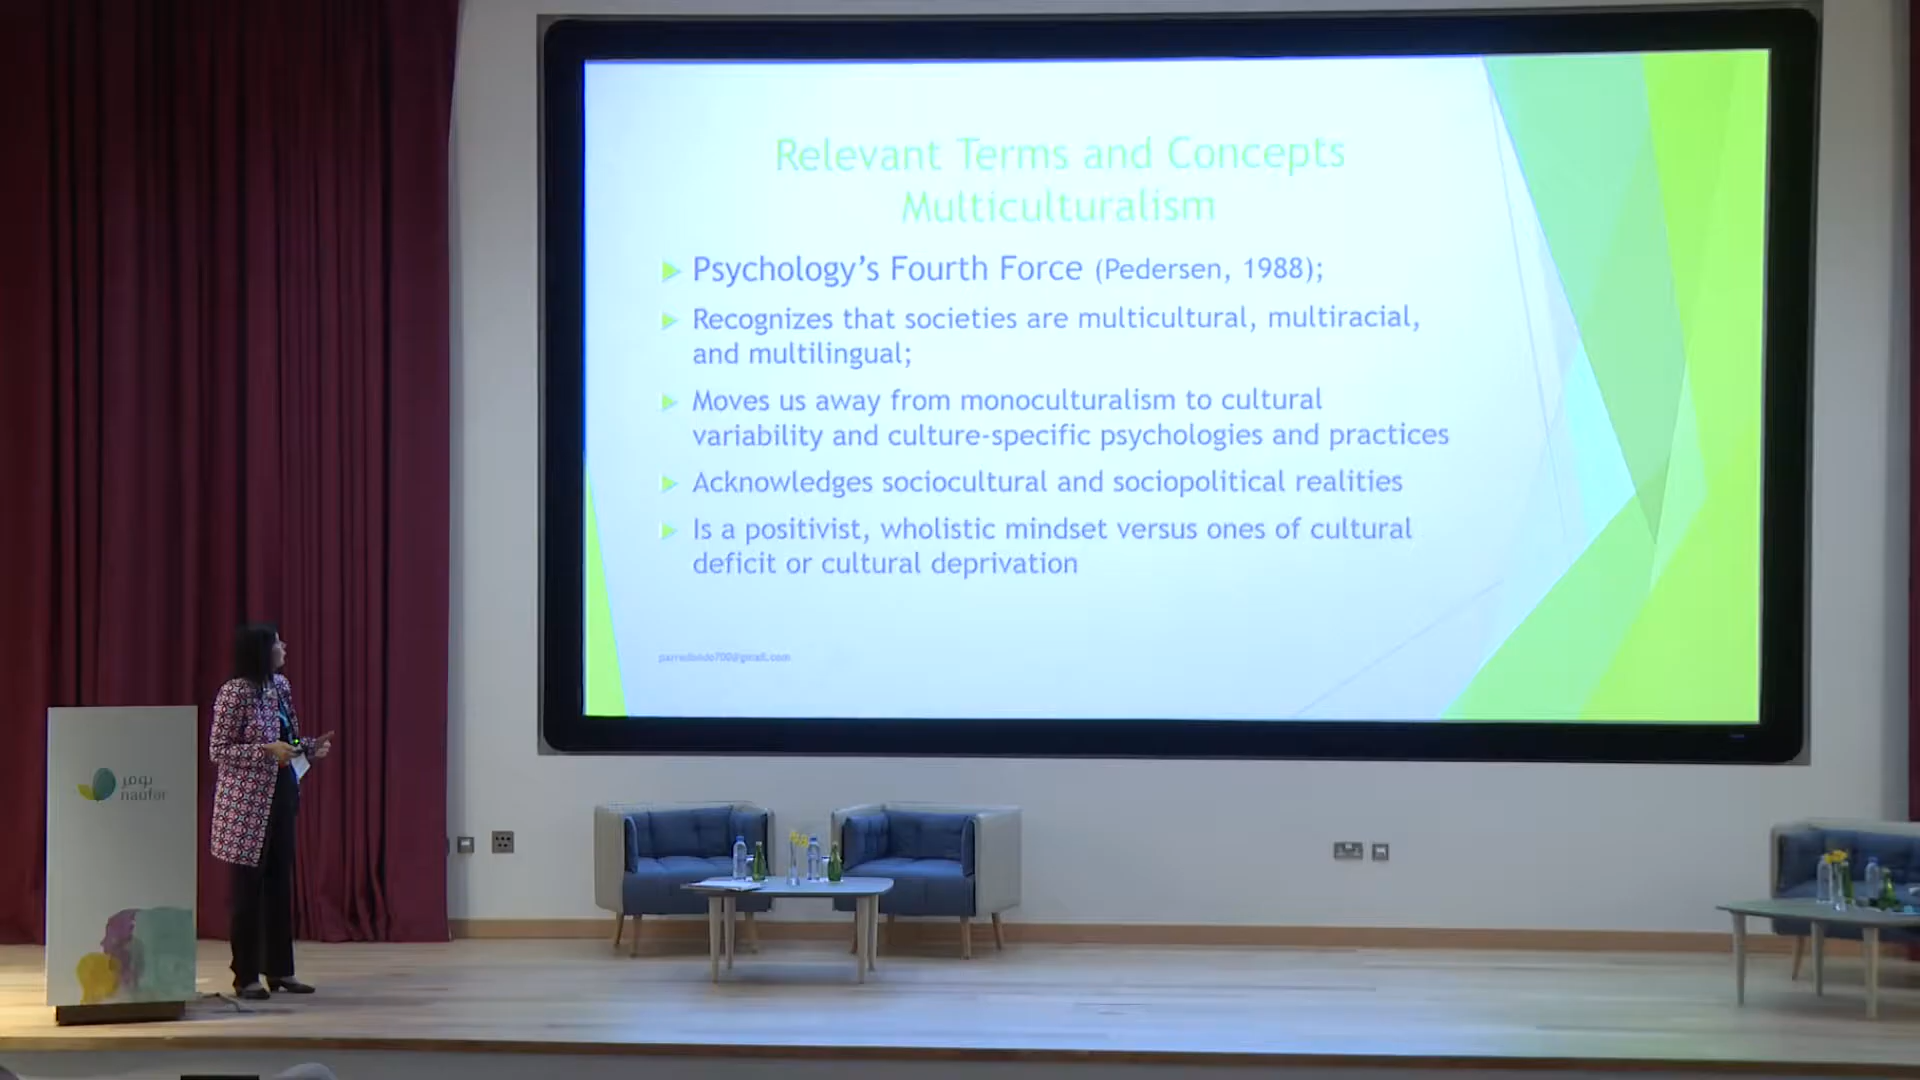 Relevant Terms and Concepts
Multiculturalism
Psychology's Fourth Force (Pedersen, 1988);
Recognizes that societies are multicultural, multiracial,
and multilingual;
Moves us away from monoculturalism to cultural
variability and culture-specific psychologies and practices
Acknowledges sociocultural and sociopolitical realities
Is a positivist, wholistic mindset versus ones of cultural
deficit or cultural deprivation
نوفر
naufar